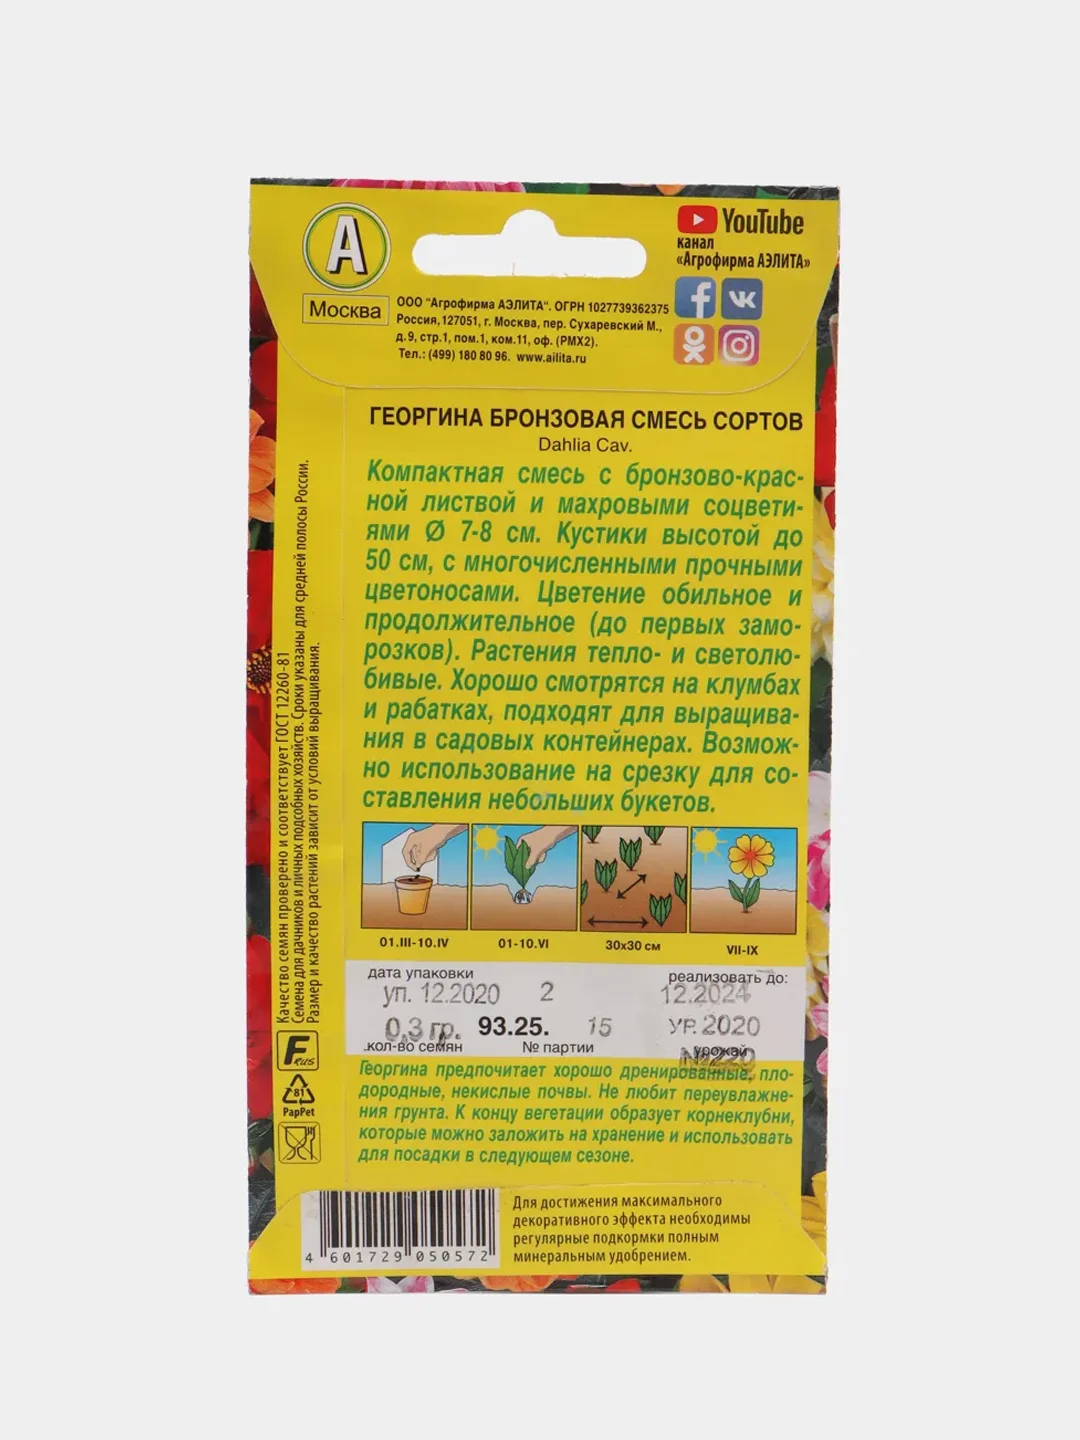 А
Москва
YouTube
канал
«Агрофирма АЭЛИТА»
ООО "Агрофирма АЭЛИТА". ОГРН 1027739362375
Россия,127051, г. Москва, пер. Сухаревский М.,
д.9, стр.1, пом.1, ком.11, оф. (РМХ2).
Тел.: (499) 180 80 96. www.ailita.ru
ГЕОРГИНА БРОНЗОВАЯ СМЕСЬ СОРТОВ
Dahlia Cav.
Компактная смесь с бронзово-крас-
ной листвой и махровыми соцвети-
ями Ø 7-8 см. Кустики высотой до
50 см, с многочисленными прочными
цветоносами. Цветение обильное и
продолжительное (до первых замо-
розков). Растения тепло- и светолю-
бивые. Хорошо смотрятся на клумбах
и рабатках, подходят для выращива-
ния в садовых контейнерах. Возмож-
но использование на срезку для со-
ставления небольших букетов.
01.III-10.IV
01-10.VI
30х30 см
VII-IX
дата упаковки
реализовать до:
уп. 12.2020 2 12.2024
0,3 гр. 93.25. 15 УР. 2020
.кол-во семян № партии урожай
№220
Георгина предпочитает хорошо дренированные, пло-
дородные, некислые почвы. Не любит переувлажне-
ния грунта. К концу вегетации образует корнеклубни,
которые можно заложить на хранение и использовать
для посадки в следующем сезоне.
Для достижения максимального
декоративного эффекта необходимы
регулярные подкормки полным
минеральным удобрением.
4 601729 050572
Качество семян проверено и соответствует ГОСТ 12260-81
Семена для дачников и личных подсобных хозяйств. Сроки указаны для средней полосы России.
Размер и качество растений зависит от условий выращивания.
F RUS
81
PapPet